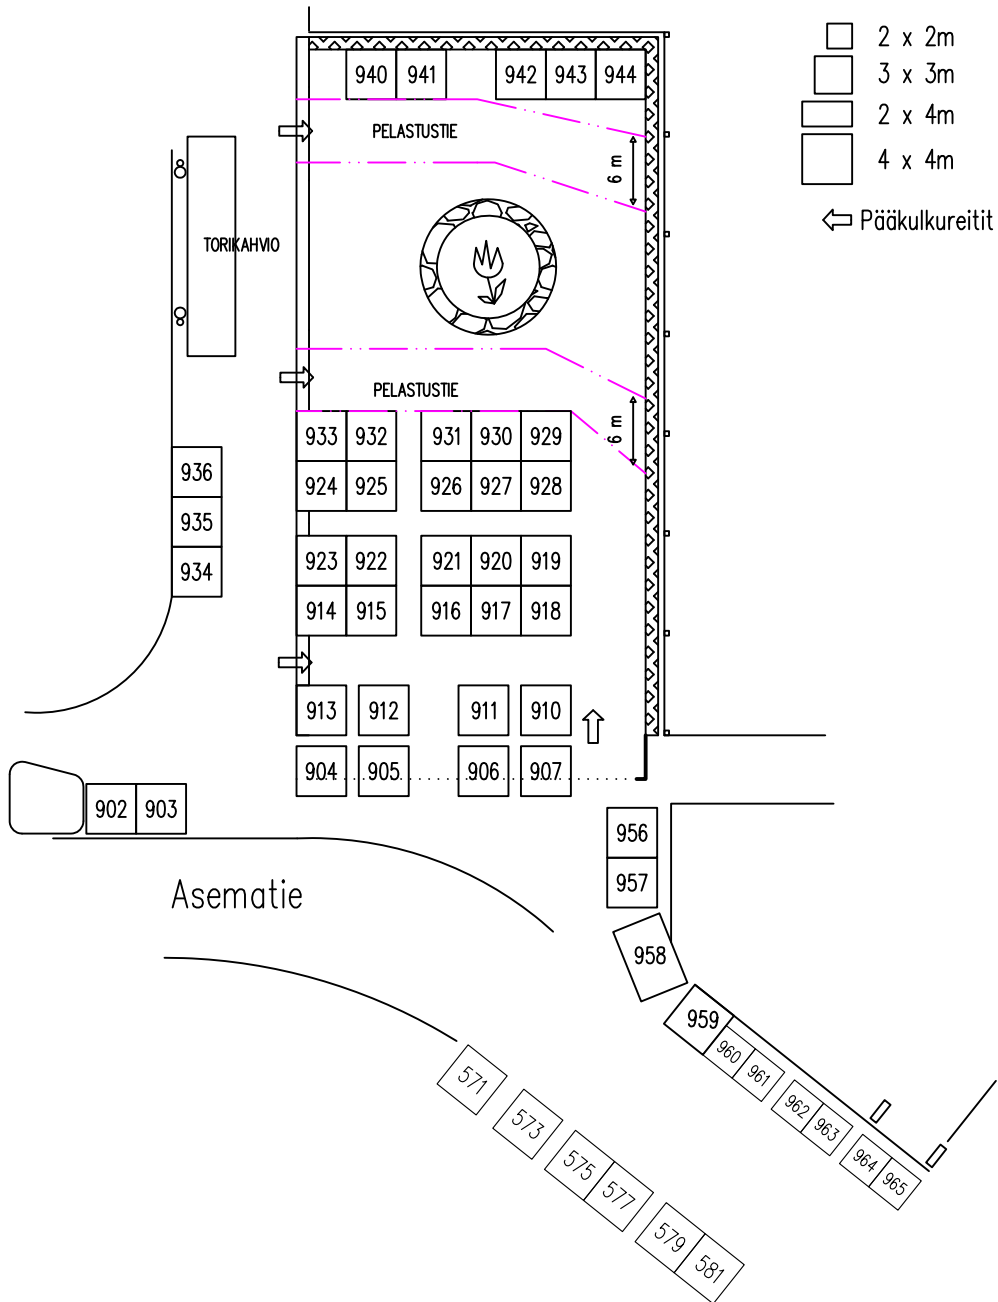 2 x 2m
3 x 3m
2 x 4m
4 x 4m
Pääkulkureitit
940 941 942 943 944
PELASTUSTIE
6 m
TORIKAHVIO
PELASTUSTIE
6 m
933 932 931 930 929
924 925 926 927 928
936
935
934
923 922 921 920 919
914 915 916 917 918
913 912 911 910
904 905 906 907
902 903
956
957
Asematie
958
959
960
961
962
963
964
965
571
573
575
577
579
581